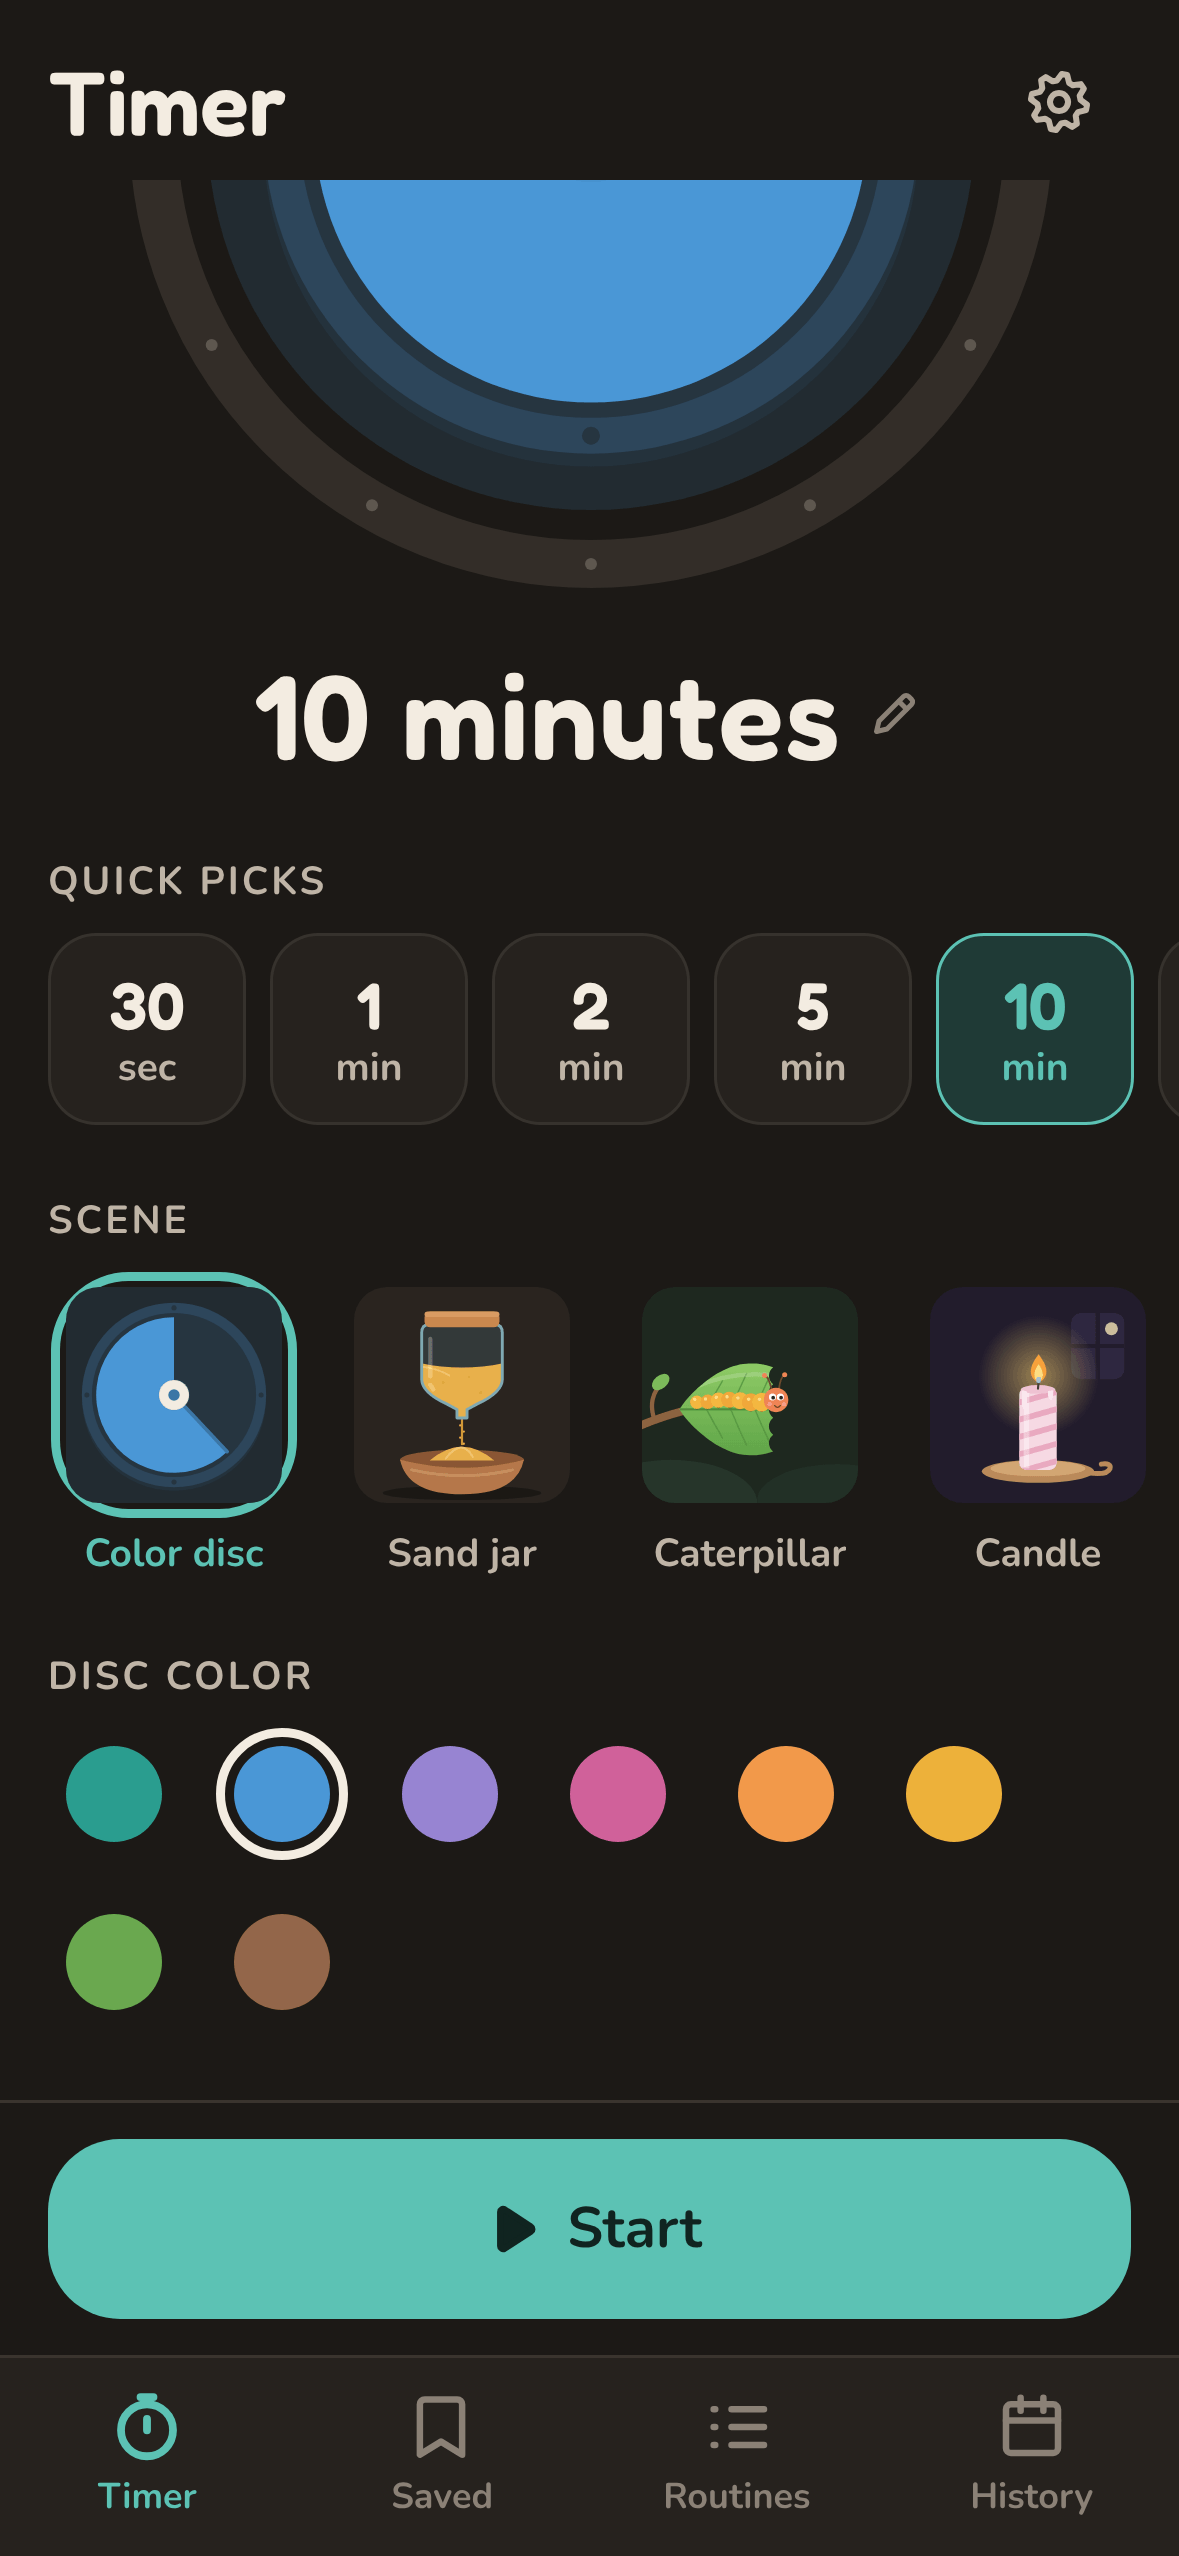 Timer
10 minutes
QUICK PICKS
30 sec
1 min
2 min
5 min
10 min
SCENE
Color disc
Sand jar
Caterpillar
Candle
DISC COLOR
Start
Timer
Saved
Routines
History